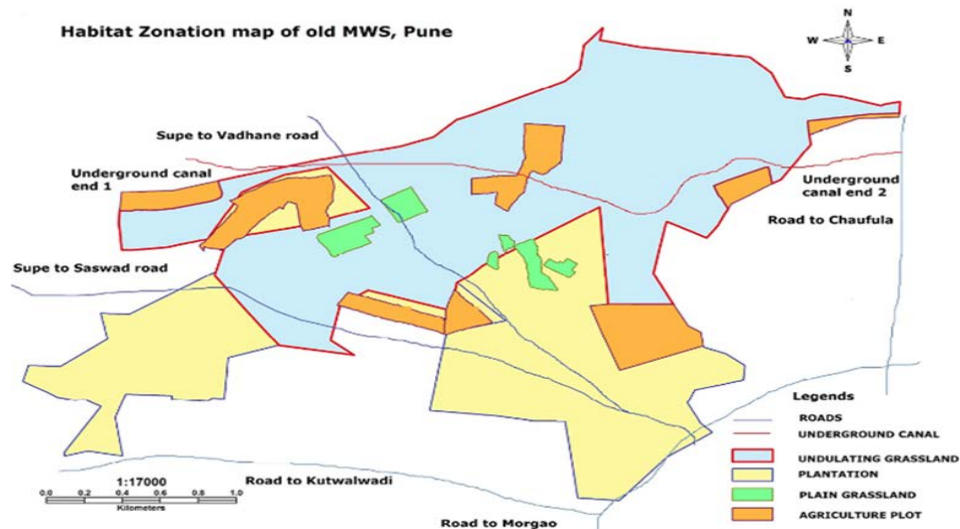 Habitat Zonation map of old MWS, Pune
N
W
E
S
Supe to Vadhane road
Underground canal
end 1
Underground
canal end 2
Road to Chaufula
Supe to Saswad road
Legends
ROADS
UNDERGROUND CANAL
UNDULATING GRASSLAND
PLANTATION
PLAIN GRASSLAND
AGRICULTURE PLOT
1:17000
0.0 0.2 0.4 0.6 0.8 1.0
Kilometers
Road to Kutwalwadi
Road to Morgao